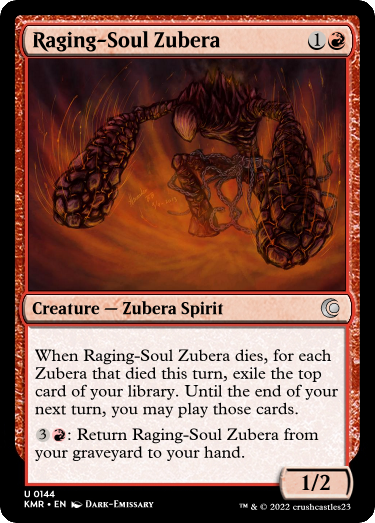 Raging-Soul Zubera 1
Creature — Zubera Spirit
When Raging-Soul Zubera dies, for each
Zubera that died this turn, exile the top
card of your library. Until the end of your
next turn, you may play those cards.
3: Return Raging-Soul Zubera from
your graveyard to your hand.
1/2
U 0144
KMR • EN Dark-Emissary
™ & © 2022 crushcastles23